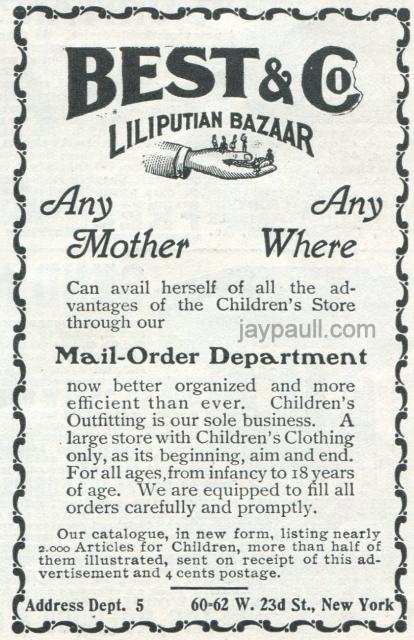 BEST & Co
LILIPUTIAN BAZAAR
Any Any
Mother Where
Can avail herself of all the ad-
vantages of the Children's Store
through our
jaypaull.com
Mail-Order Department
now better organized and more
efficient than ever. Children's
Outfitting is our sole business. A
large store with Children's Clothing
only, as its beginning, aim and end.
For all ages, from infancy to 18 years
of age. We are equipped to fill all
orders carefully and promptly.
Our catalogue, in new form, listing nearly
2.000 Articles for Children, more than half of
them illustrated, sent on receipt of this ad-
vertisement and 4 cents postage.
Address Dept. 5 60-62 W. 23d St., New York